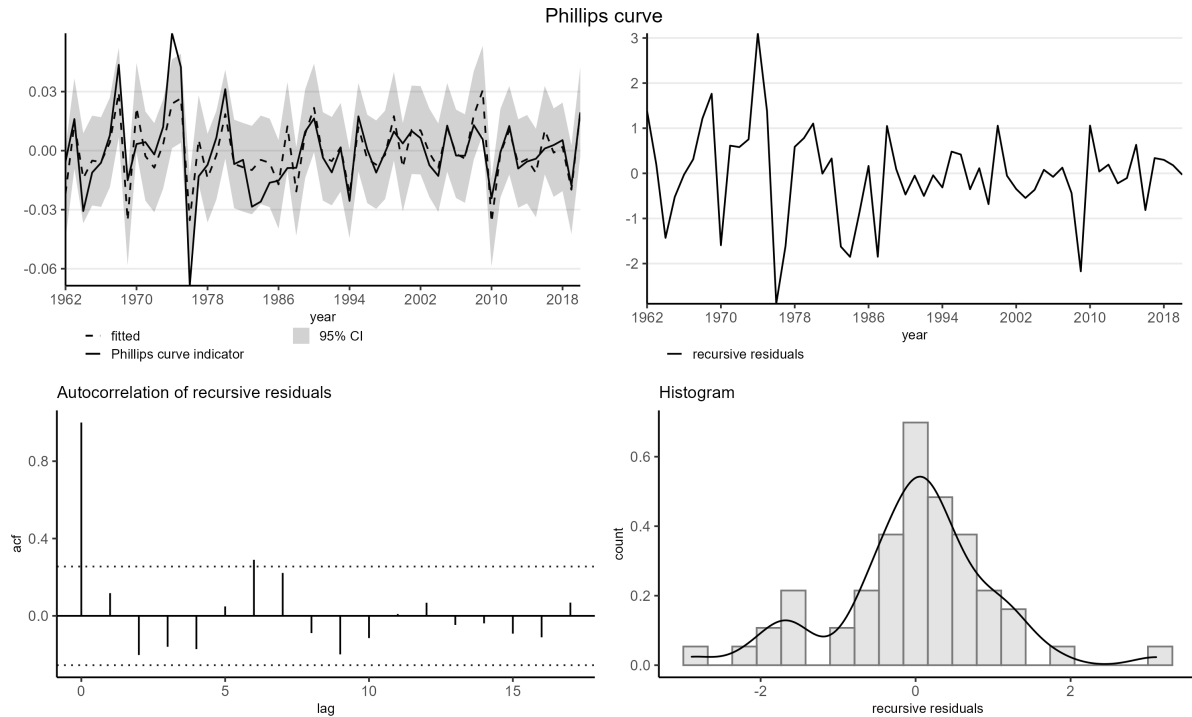 Phillips curve
0.03
0.00
-0.03
-0.06
1962 1970 1978 1986 1994 2002 2010 2018
year
fitted 95% CI
Phillips curve indicator
3
2
1
0
-1
-2
1962 1970 1978 1986 1994 2002 2010 2018
year
recursive residuals
Autocorrelation of recursive residuals
acf
0.8
0.4
0.0
0 5 10 15
lag
Histogram
count
0.6
0.4
0.2
0.0
-2 0 2
recursive residuals